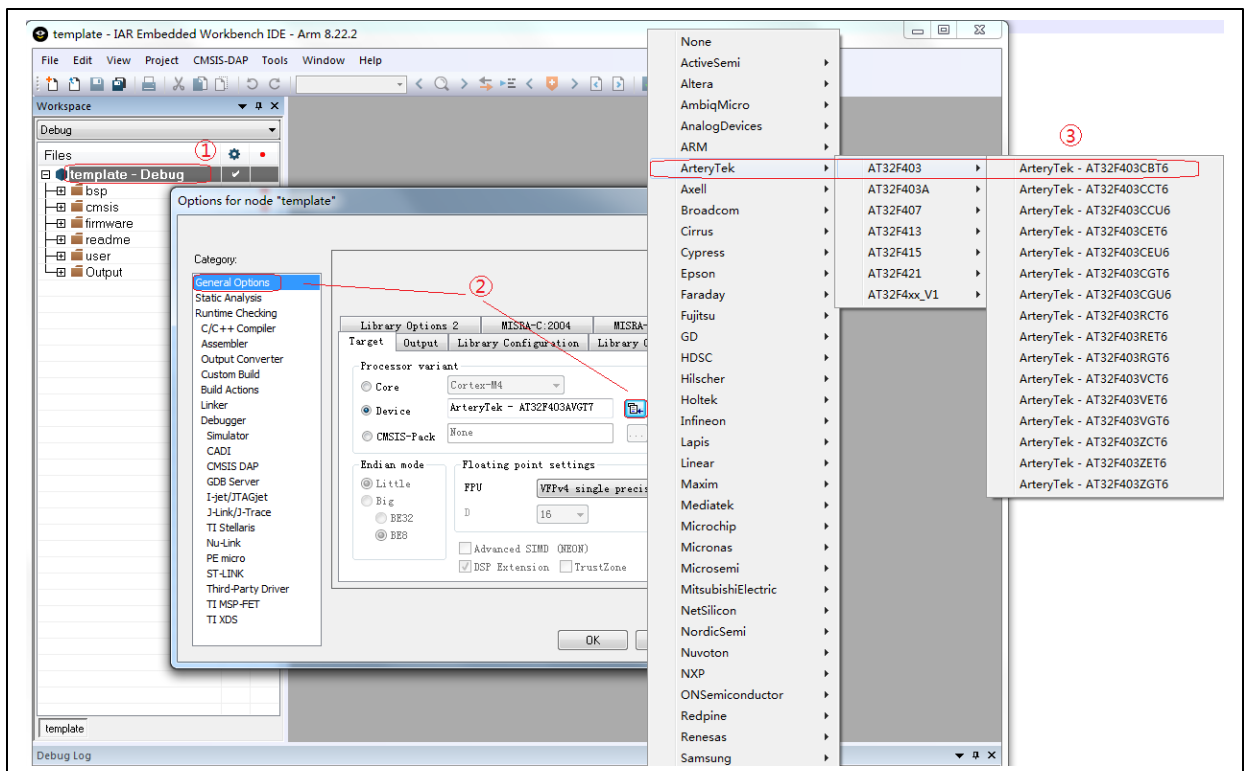 template - IAR Embedded Workbench IDE - Arm 8.22.2
File Edit View Project CMSIS-DAP Tools Window Help
Workspace
Debug
Files
①
template - Debug
bsp
cmsis
firmware
readme
user
Output
template
Debug Log
Options for node "template"
Category:
General Options
Static Analysis
Runtime Checking
C/C++ Compiler
Assembler
Output Converter
Custom Build
Build Actions
Linker
Debugger
Simulator
CADI
CMSIS DAP
GDB Server
I-jet/JTAGjet
J-Link/J-Trace
TI Stellaris
Nu-Link
PE micro
ST-LINK
Third-Party Driver
TI MSP-FET
TI XDS
②
Library Options 2 MISRA-C:2004 MISRA-
Target Output Library Configuration Library O
Processor variant
Core Cortex-M4
Device ArteryTek - AT32F403AVGT7
CMSIS-Pack None
Endian mode
Little
Big
BE32
BE8
Floating point settings
FPU VFPv4 single precis
D 16
Advanced SIMD (NEON)
DSP Extension TrustZone
OK
None
ActiveSemi
Altera
AmbiqMicro
AnalogDevices
ARM
ArteryTek
Axell
Broadcom
Cirrus
Cypress
Epson
Faraday
Fujitsu
GD
HDSC
Hilscher
Holtek
Infineon
Lapis
Linear
Maxim
Mediatek
Microchip
Micronas
Microsemi
MitsubishiElectric
NetSilicon
NordicSemi
Nuvoton
NXP
ONSemiconductor
Redpine
Renesas
Samsung
AT32F403
AT32F403A
AT32F407
AT32F413
AT32F415
AT32F421
AT32F4xx_V1
③
ArteryTek - AT32F403CBT6
ArteryTek - AT32F403CCT6
ArteryTek - AT32F403CCU6
ArteryTek - AT32F403CET6
ArteryTek - AT32F403CEU6
ArteryTek - AT32F403CGT6
ArteryTek - AT32F403CGU6
ArteryTek - AT32F403RCT6
ArteryTek - AT32F403RET6
ArteryTek - AT32F403RGT6
ArteryTek - AT32F403VCT6
ArteryTek - AT32F403VET6
ArteryTek - AT32F403VGT6
ArteryTek - AT32F403ZCT6
ArteryTek - AT32F403ZET6
ArteryTek - AT32F403ZGT6